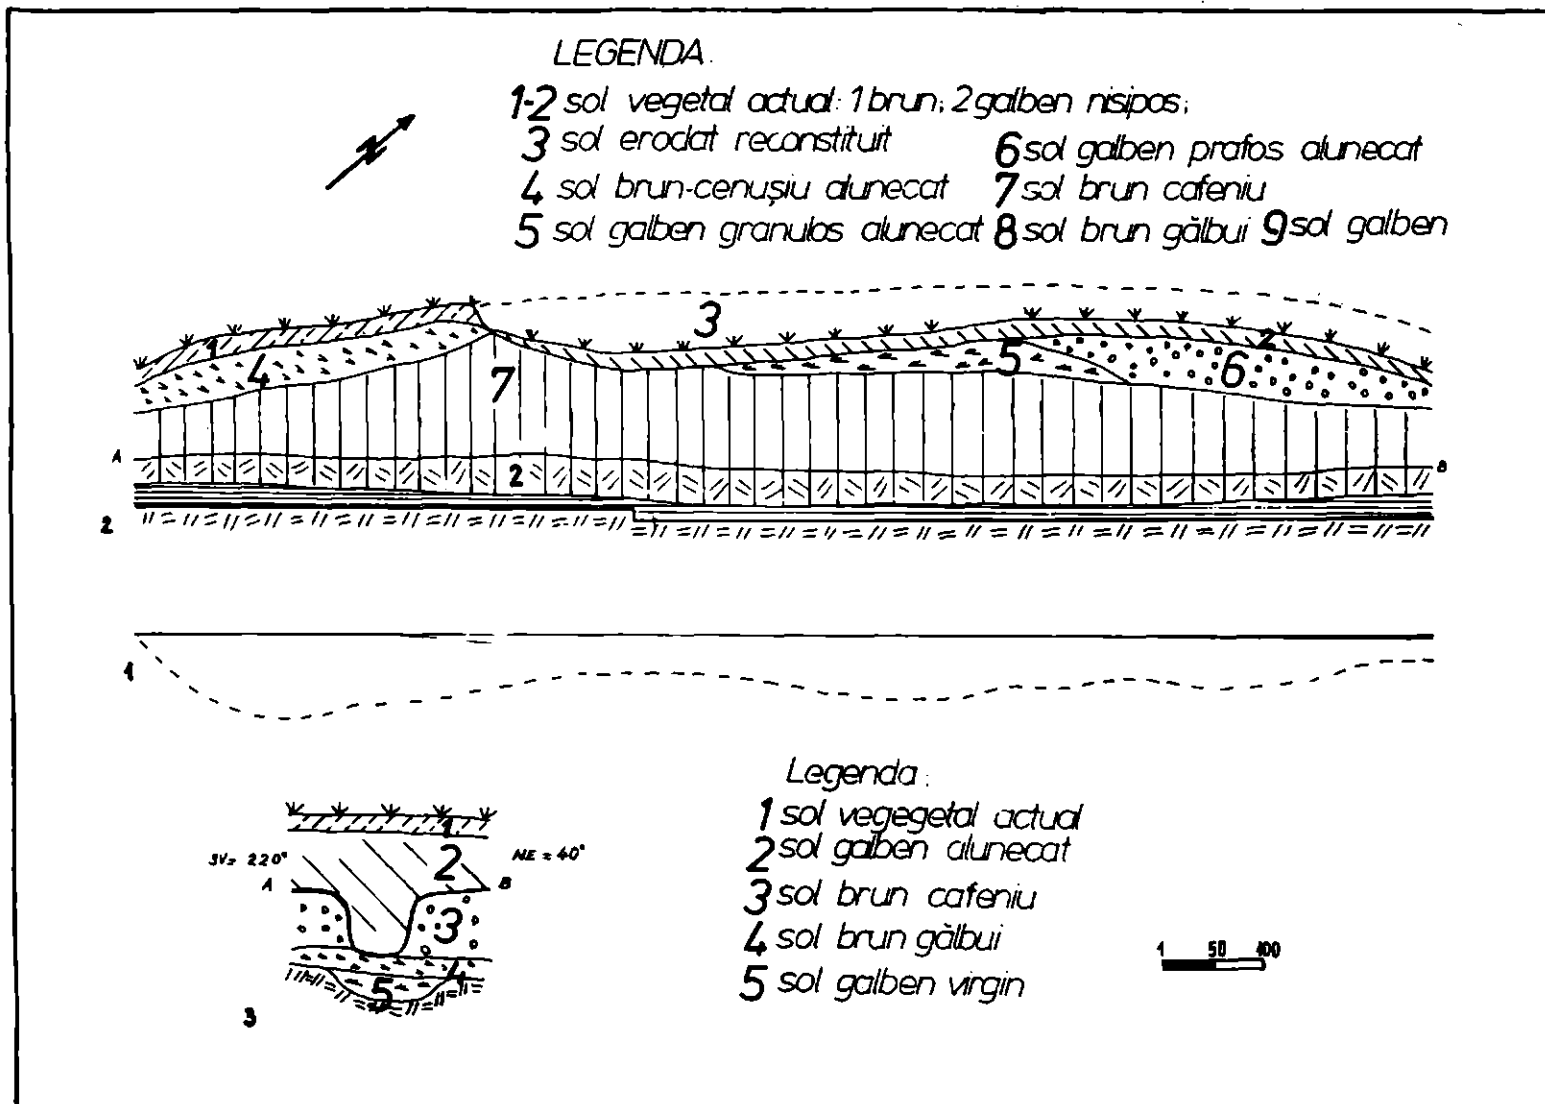 LEGENDA.
1-2 sol vegetal actual: 1 brun; 2 galben nisipos;
3 sol erodat reconstituit
6 sol galben prafos alunecat
4 sol brun-cenușiu alunecat
7 sol brun cafeniu
5 sol galben granulos alunecat
8 sol brun gălbui 9 sol galben
3
1
2
4
5
6
7
A
B
2
2
1
Legenda:
1 sol vegegetal actual
2 sol galben alunecat
3 sol brun cafeniu
4 sol brun gălbui
5 sol galben virgin
1
SV= 220°
2
NE = 40°
A
B
3
4
5
3
1 50 100